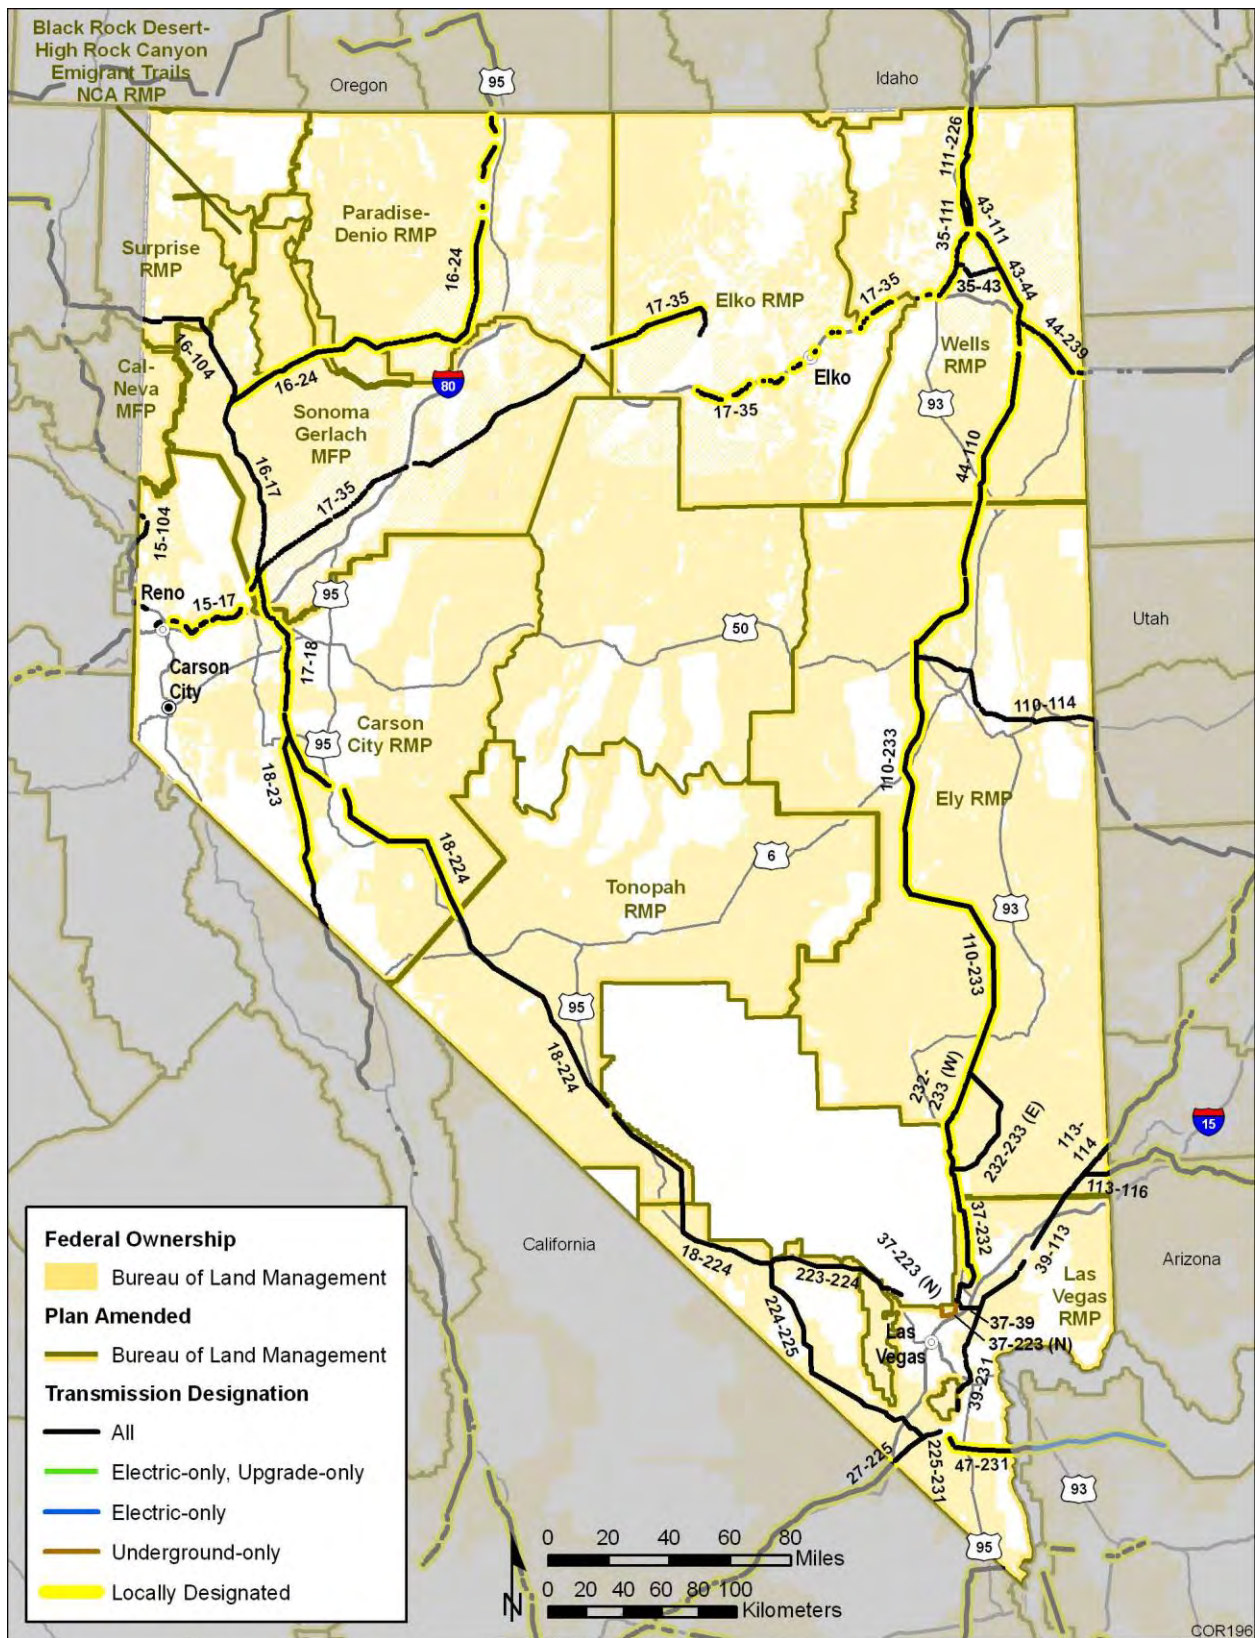 Black Rock Desert-
High Rock Canyon
Emigrant Trails
NCA RMP
Oregon
95
Idaho
111-226
Paradise-
Denio RMP
Surprise
RMP
16-24
35-111
43-111
43-44
35-43
17-35
17-35
Elko RMP
16-104
44-239
Cal-
Neva
MFP
16-24
80
Elko
Wells
RMP
93
17-35
Sonoma
Gerlach
MFP
44-110
16-17
17-35
15-104
Reno
15-17
95
50
Utah
Carson
City
17-18
110-114
Carson
City RMP
95
18-23
110-233
Ely RMP
18-224
6
Tonopah
RMP
93
110-233
95
18-224
232-
233 (W)
232-233 (E)
113-
114
15
113-116
37-232
California
18-224
223-224
37-223 (N)
39-113
Arizona
Las
Vegas
RMP
224-225
Las
Vegas
37-39
37-223 (N)
39-231
27-225
225-231
47-231
93
95
Federal Ownership
Bureau of Land Management
Plan Amended
Bureau of Land Management
Transmission Designation
All
Electric-only, Upgrade-only
Electric-only
Underground-only
Locally Designated
N
0 20 40 60 80
Miles
0 20 40 60 80 100
Kilometers
COR196